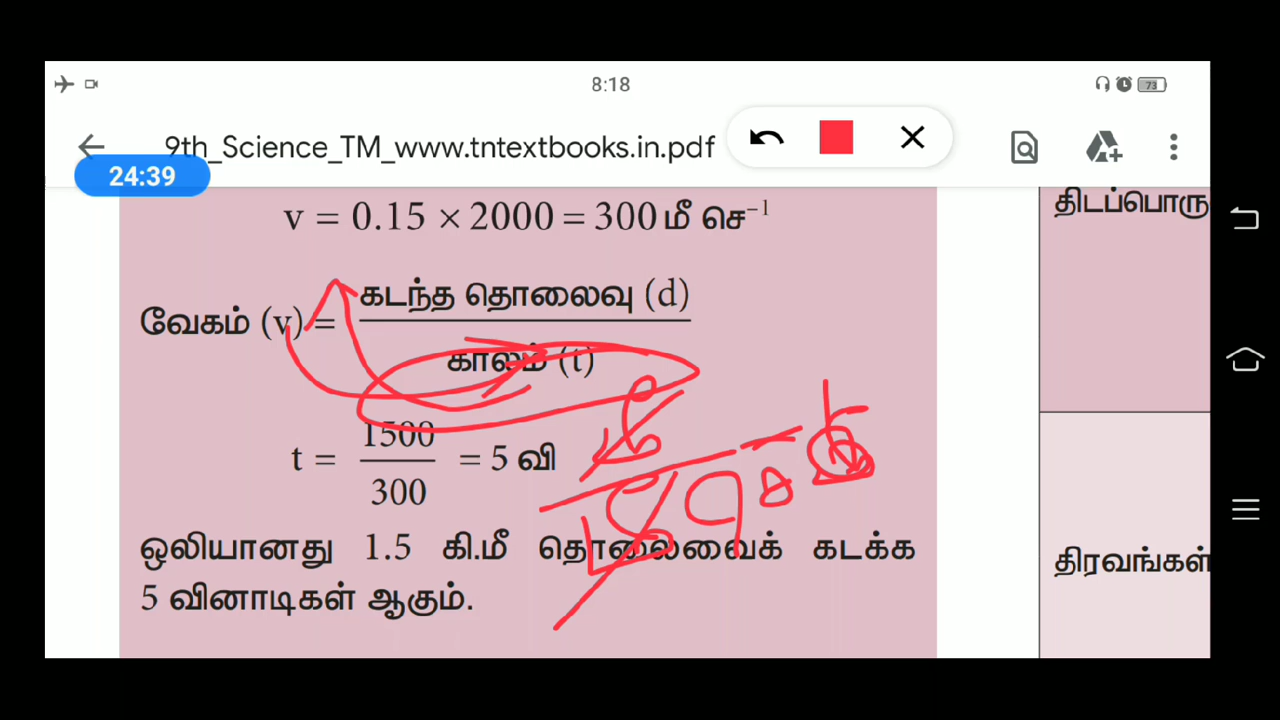 8:18
73
9th_Science_TM_www.tntextbooks.in.pdf
24:39
v = 0.15 × 2000 = 300 மீ செ⁻¹
வேகம் (v) = கடந்த தொலைவு (d)
காலம் (t)
t = 1500
300
= 5 வி
ஒலியானது 1.5 கி.மீ தொலைவைக் கடக்க
5 வினாடிகள் ஆகும்.
திடப்பொரு
திரவங்கள்